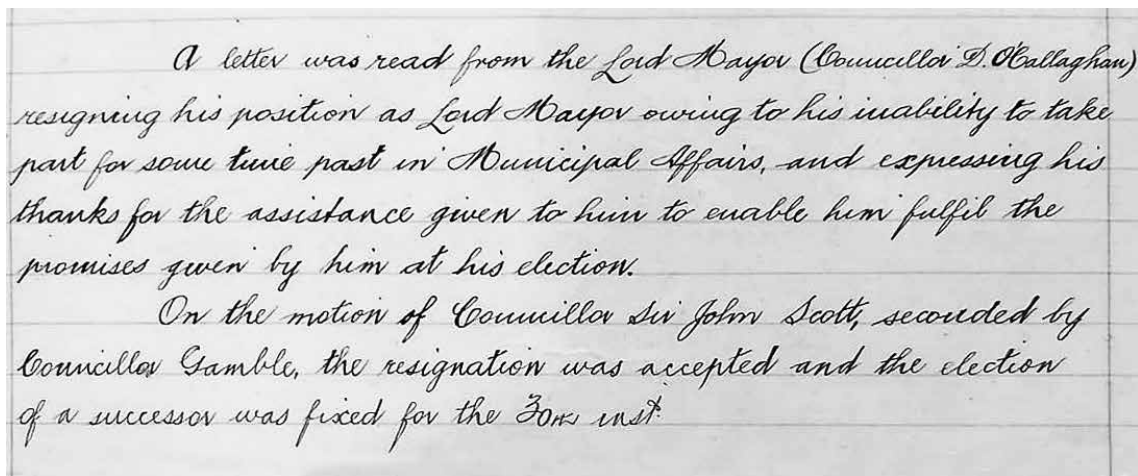 A letter was read from the Lord Mayor (Councillor D. O'Callaghan)
resigning his position as Lord Mayor owing to his inability to take
part for some time past in Municipal Affairs, and expressing his
thanks for the assistance given to him to enable him fulfil the
promises given by him at his election.
On the motion of Councillor Sir John Scott, seconded by
Councillor Gamble, the resignation was accepted and the election
of a successor was fixed for the 30th inst.